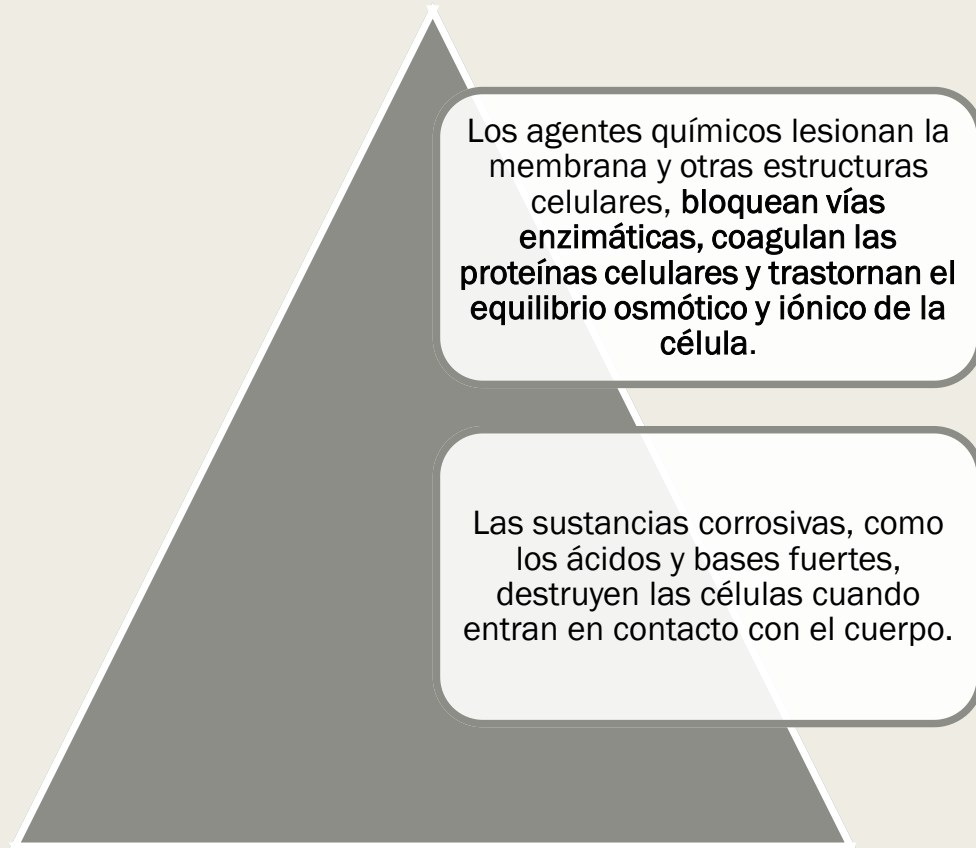 Los agentes químicos lesionan la
membrana y otras estructuras
celulares, bloquean vías
enzimáticas, coagulan las
proteínas celulares y trastornan el
equilibrio osmótico y iónico de la
célula.
Las sustancias corrosivas, como
los ácidos y bases fuertes,
destruyen las células cuando
entran en contacto con el cuerpo.